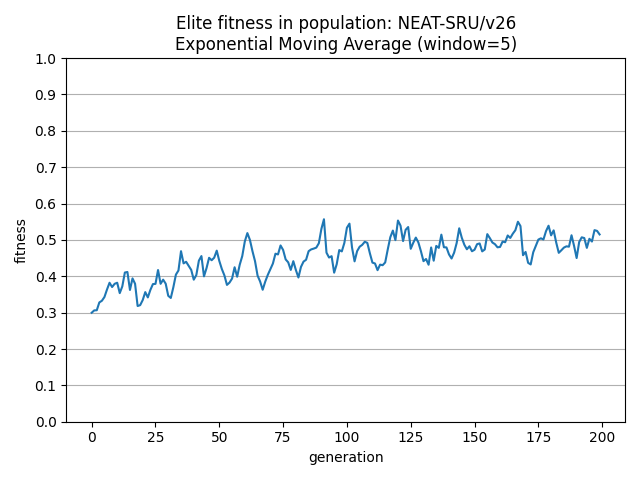 Elite fitness in population: NEAT-SRU/v26
Exponential Moving Average (window=5)
1.0
0.9
0.8
0.7
0.6
0.5
0.4
0.3
0.2
0.1
0.0
fitness
0 25 50 75 100 125 150 175 200
generation